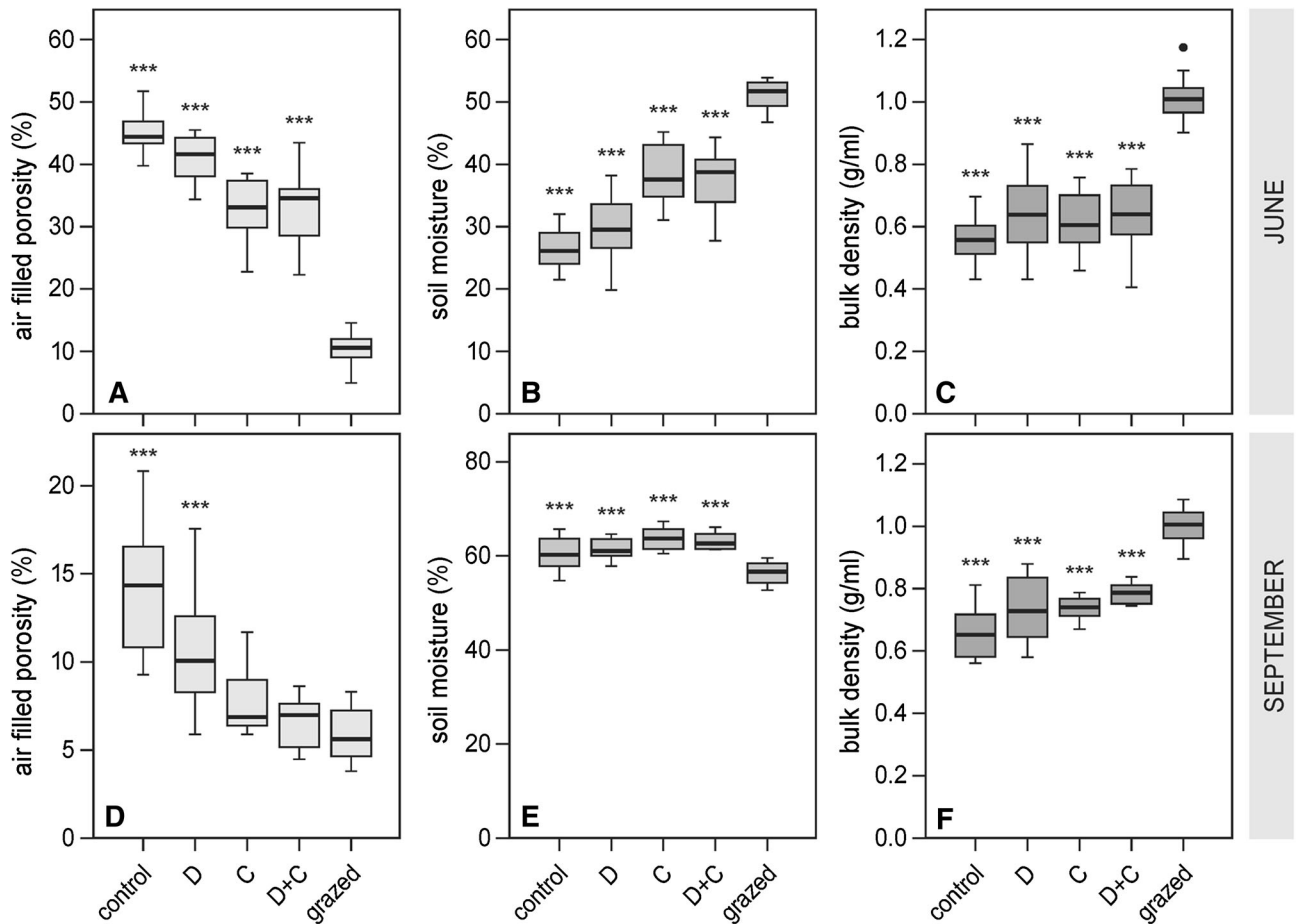 air filled porosity (%)
60
50
40
30
20
10
0
***
***
***
***
A
soil moisture (%)
60
50
40
30
20
10
0
***
***
***
***
B
bulk density (g/ml)
1.2
1.0
0.8
0.6
0.4
0.2
0.0
***
***
***
***
C
JUNE
air filled porosity (%)
20
15
10
5
0
***
***
D
control
D
C
D+C
grazed
soil moisture (%)
80
60
40
20
0
***
***
***
***
E
control
D
C
D+C
grazed
bulk density (g/ml)
1.2
1.0
0.8
0.6
0.4
0.2
0.0
***
***
***
***
F
control
D
C
D+C
grazed
SEPTEMBER